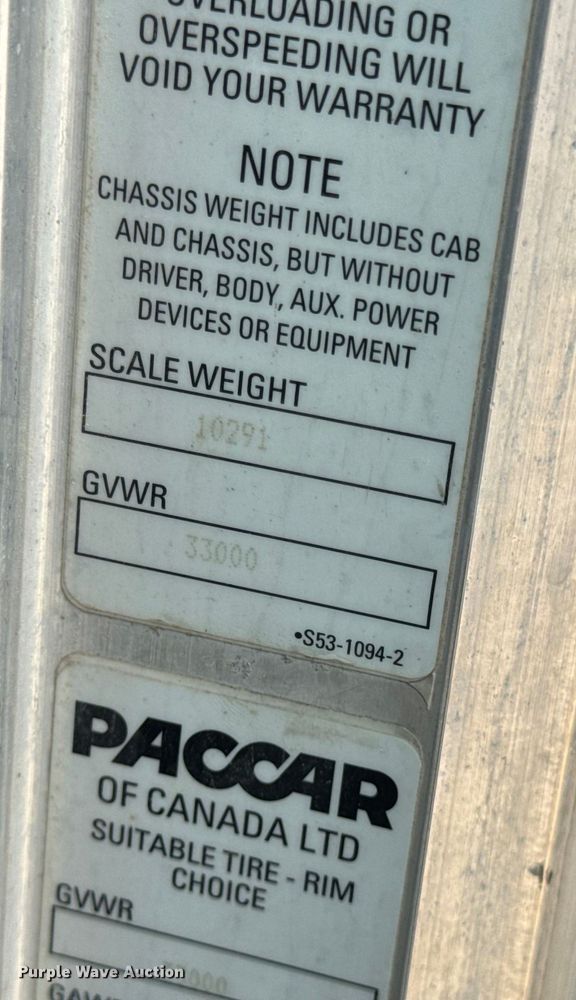 OVERLOADING OR
OVERSPEEDING WILL
VOID YOUR WARRANTY
NOTE
CHASSIS WEIGHT INCLUDES CAB
AND CHASSIS, BUT WITHOUT
DRIVER, BODY, AUX. POWER
DEVICES OR EQUIPMENT
SCALE WEIGHT
10291
GVWR
33000
•S53-1094-2
PACCAR
OF CANADA LTD
SUITABLE TIRE - RIM
CHOICE
GVWR
Purple Wave Auction